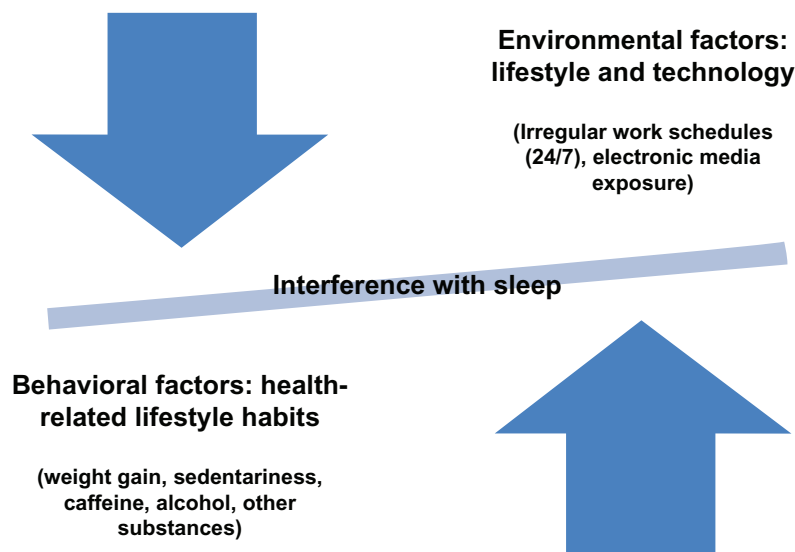 Environmental factors:
lifestyle and technology
(Irregular work schedules
(24/7), electronic media
exposure)
Interference with sleep
Behavioral factors: health-
related lifestyle habits
(weight gain, sedentariness,
caffeine, alcohol, other
substances)